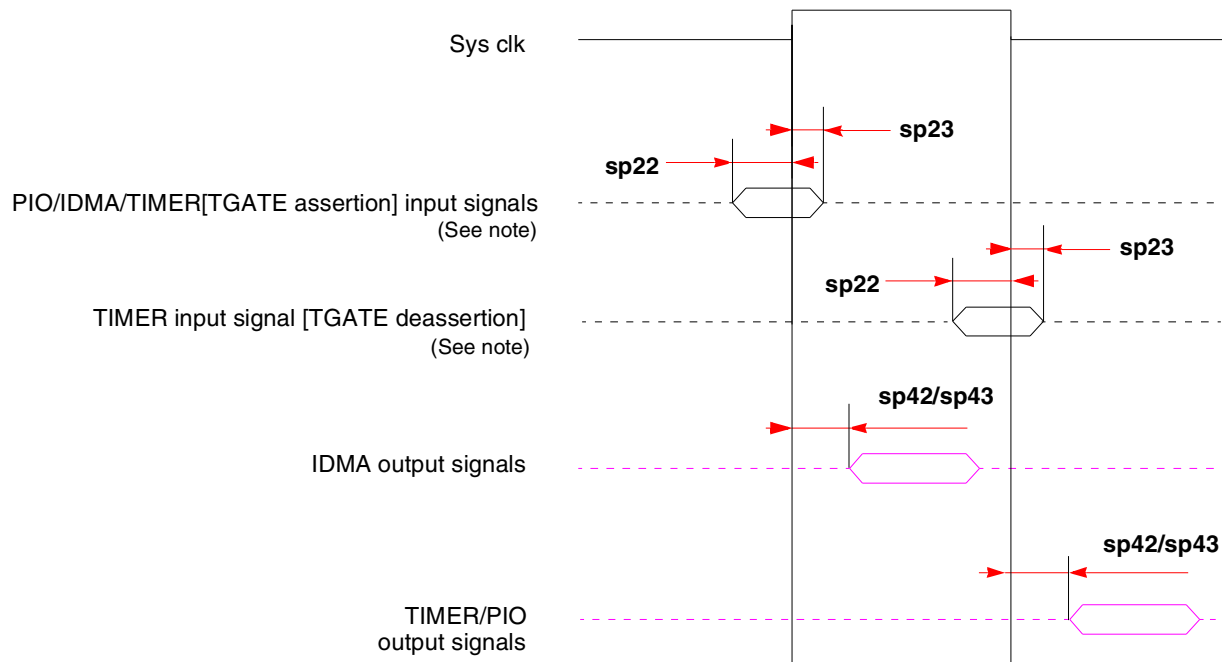 Sys clk
sp23
sp22
PIO/IDMA/TIMER[TGATE assertion] input signals
(See note)
sp23
sp22
TIMER input signal [TGATE deassertion]
(See note)
sp42/sp43
IDMA output signals
sp42/sp43
TIMER/PIO
output signals